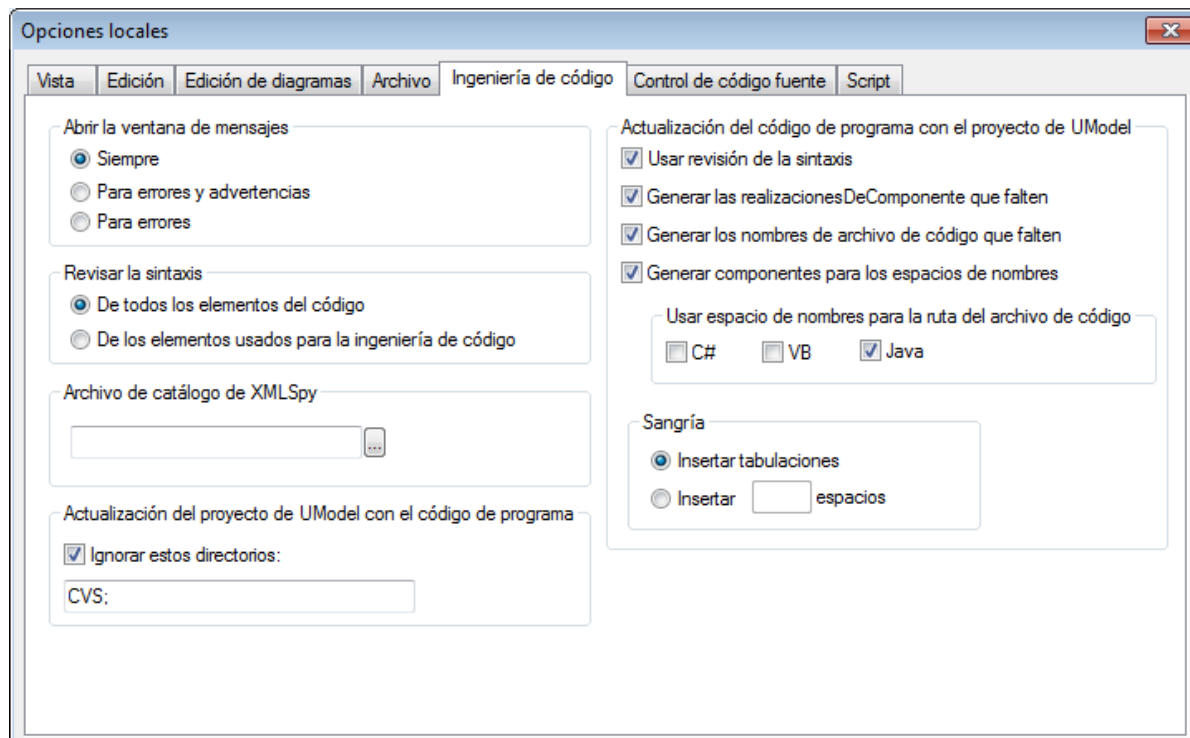 Opciones locales
Vista Edición Edición de diagramas Archivo Ingeniería de código Control de código fuente Script
Abrir la ventana de mensajes
Siempre
Para errores y advertencias
Para errores
Revisar la sintaxis
De todos los elementos del código
De los elementos usados para la ingeniería de código
Archivo de catálogo de XMLSpy
...
Actualización del proyecto de UModel con el código de programa
Ignorar estos directorios:
CVS;
Actualización del código de programa con el proyecto de UModel
Usar revisión de la sintaxis
Generar las realizacionesDeComponente que falten
Generar los nombres de archivo de código que falten
Generar componentes para los espacios de nombres
Usar espacio de nombres para la ruta del archivo de código
C# VB Java
Sangría
Insertar tabulaciones
Insertar espacios